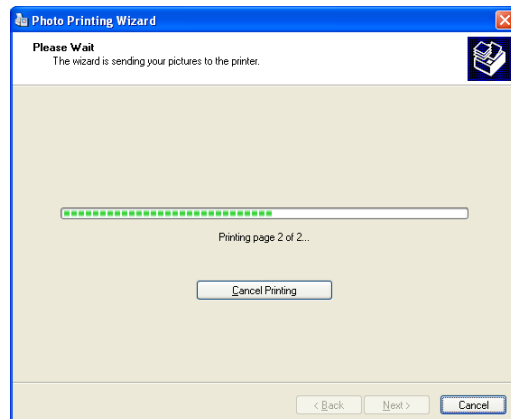 Photo Printing Wizard
Please Wait
The wizard is sending your pictures to the printer.
Printing page 2 of 2...
Cancel Printing
< Back Next > Cancel